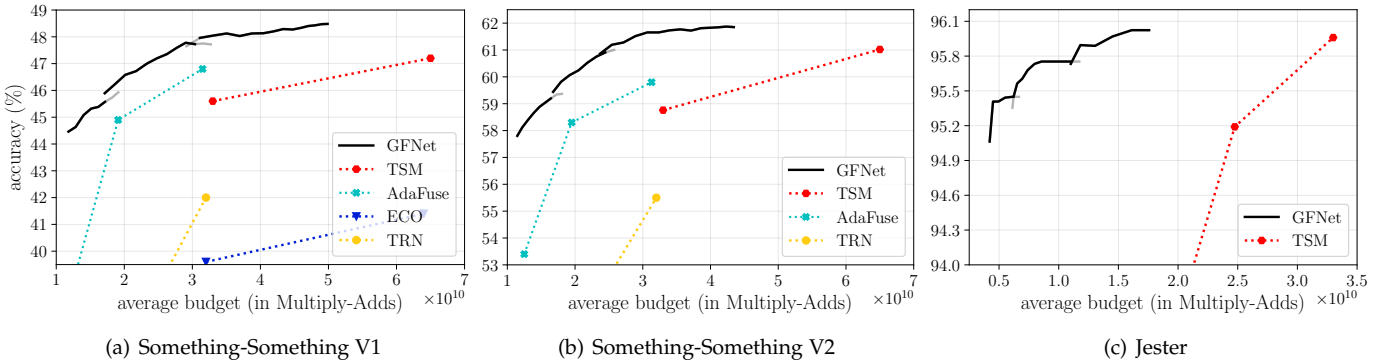 accuracy (%)
49
48
47
46
45
44
43
42
41
40
GFNet
TSM
AdaFuse
ECO
TRN
1 2 3 4 5 6 7
×10^10
average budget (in Multiply-Adds)
(a) Something-Something V1
62
61
60
59
58
57
56
55
54
53
GFNet
TSM
AdaFuse
TRN
1 2 3 4 5 6 7
×10^10
average budget (in Multiply-Adds)
(b) Something-Something V2
96.1
95.8
95.5
95.2
94.9
94.6
94.3
94.0
GFNet
TSM
0.5 1.0 1.5 2.0 2.5 3.0 3.5
×10^10
average budget (in Multiply-Adds)
(c) Jester